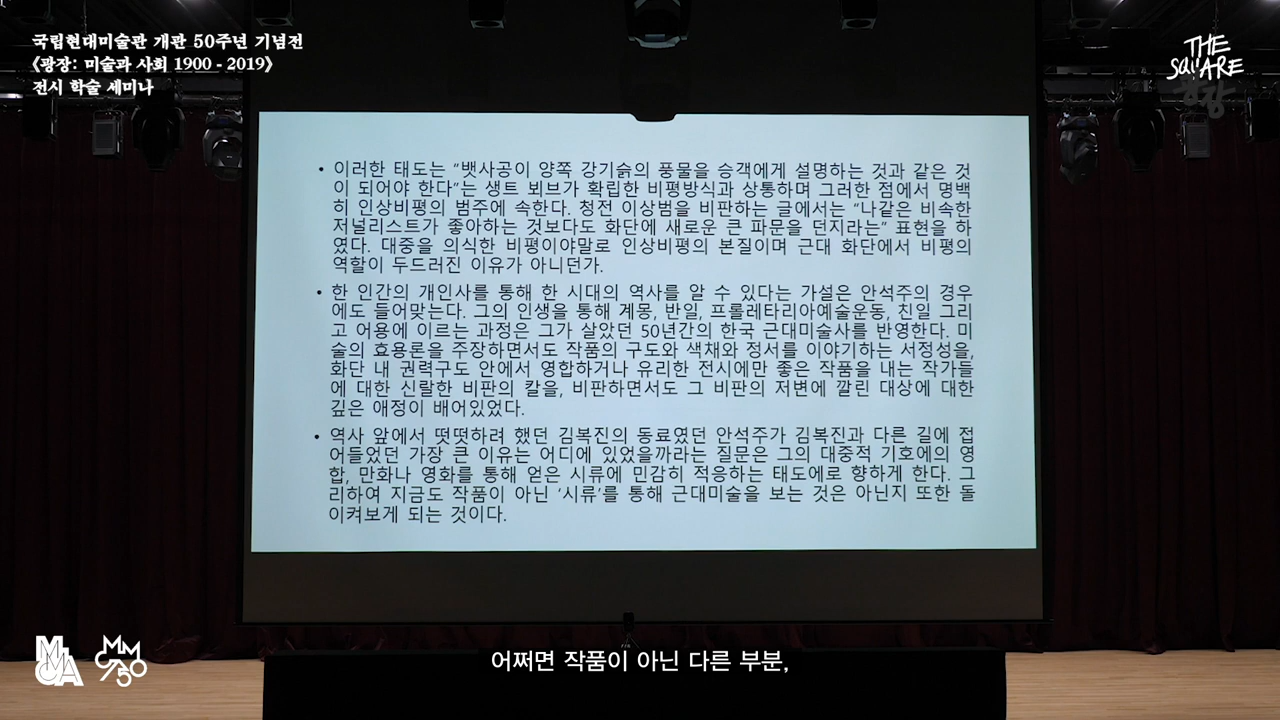 국립현대미술관 개관 50주년 기념전
《광장: 미술과 사회 1900 - 2019》
전시 학술 세미나
THE
SquARE
광장
• 이러한 태도는 “뱃사공이 양쪽 강기슭의 풍물을 승객에게 설명하는 것과 같은 것
이 되어야 한다”는 생트 뵈브가 확립한 비평방식과 상통하며 그러한 점에서 명백
히 인상비평의 범주에 속한다. 청전 이상범을 비판하는 글에서는 “나같은 비속한
저널리스트가 좋아하는 것보다도 화단에 새로운 큰 파문을 던지라는” 표현을 하
였다. 대중을 의식한 비평이야말로 인상비평의 본질이며 근대 화단에서 비평의
역할이 두드러진 이유가 아니던가.
• 한 인간의 개인사를 통해 한 시대의 역사를 알 수 있다는 가설은 안석주의 경우
에도 들어맞는다. 그의 인생을 통해 계몽, 반일, 프롤레타리아예술운동, 친일 그리
고 어용에 이르는 과정은 그가 살았던 50년간의 한국 근대미술사를 반영한다. 미
술의 효용론을 주장하면서도 작품의 구도와 색채와 정서를 이야기하는 서정성을,
화단 내 권력구도 안에서 영합하거나 유리한 전시에만 좋은 작품을 내는 작가들
에 대한 신랄한 비판의 칼을, 비판하면서도 그 비판의 저변에 깔린 대상에 대한
깊은 애정이 배어있었다.
• 역사 앞에서 떳떳하려 했던 김복진의 동료였던 안석주가 김복진과 다른 길에 접
어들었던 가장 큰 이유는 어디에 있었을까라는 질문은 그의 대중적 기호에의 영
합, 만화나 영화를 통해 얻은 시류에 민감히 적응하는 태도에로 향하게 한다. 그
리하여 지금도 작품이 아닌 ‘시류’를 통해 근대미술을 보는 것은 아닌지 또한 돌
이켜보게 되는 것이다.
어쩌면 작품이 아닌 다른 부분,